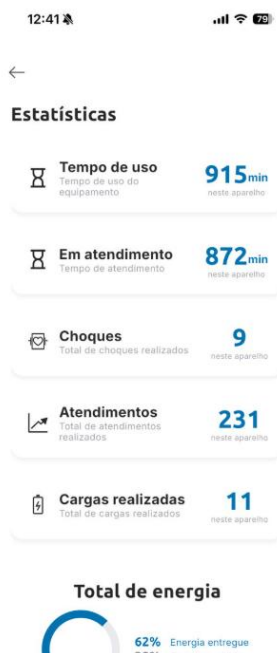 12:41
79
Estatísticas
Tempo de uso
Tempo de uso do
equipamento
915min
neste aparelho
Em atendimento
Tempo de atendimento
872min
neste aparelho
Choques
Total de choques realizados
9
neste aparelho
Atendimentos
Total de atendimentos
realizados
231
neste aparelho
Cargas realizadas
Total de cargas realizados
11
neste aparelho
Total de energia
62% Energia entregue